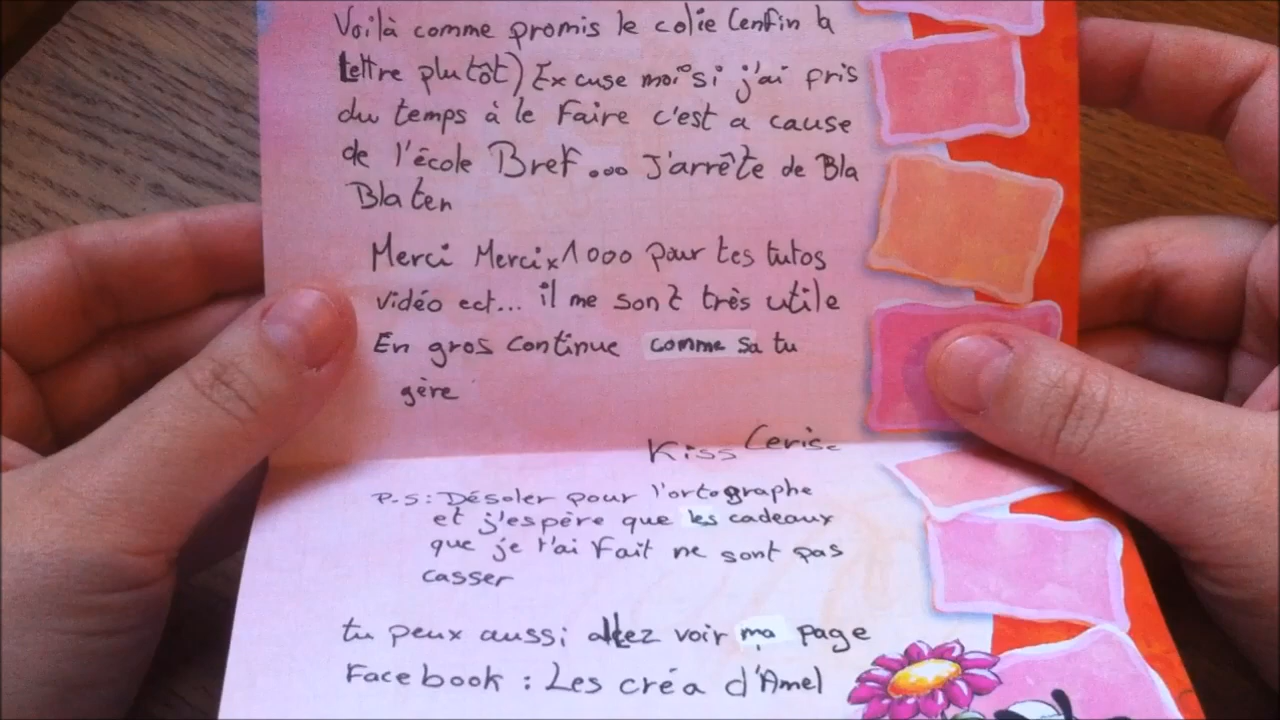 Voilà comme promis le colie (enfin la
lettre plutôt) Excuse moi si j'ai pris
du temps à le faire c'est a cause
de l'école Bref... J'arrête de Bla
Bla ter
Merci Mercix1000 pour tes tutos
vidéo ect... il me sont très utile
En gros continue comme sa tu
gère
Kiss Cerise
P-S: Désoler pour l'ortographe
et j'espère que les cadeaux
que je t'ai fait ne sont pas
casser
tu peux aussi allez voir ma page
Facebook : Les créa d'Amel